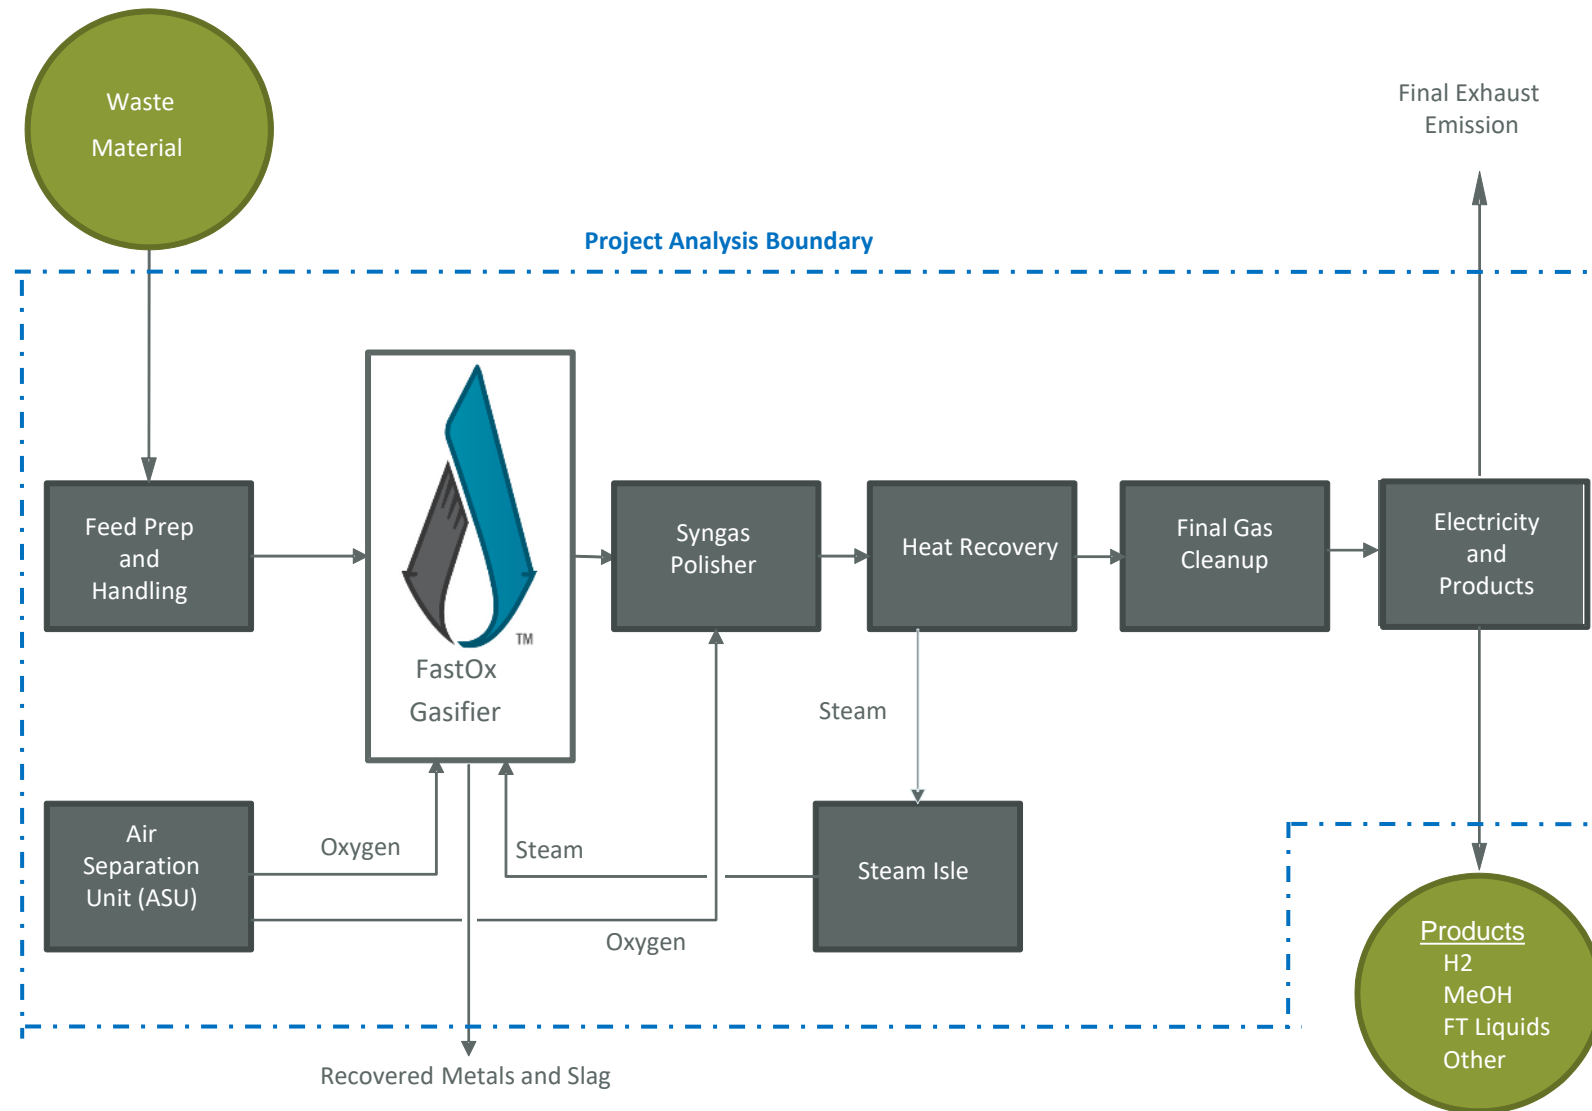 Waste
Material
Final Exhaust
Emission
Project Analysis Boundary
Feed Prep
and
Handling
TM
FastOx
Gasifier
Syngas
Polisher
Heat Recovery
Final Gas
Cleanup
Electricity
and
Products
Steam
Air
Separation
Unit (ASU)
Oxygen
Steam
Steam Isle
Oxygen
Products
H2
MeOH
FT Liquids
Other
Recovered Metals and Slag